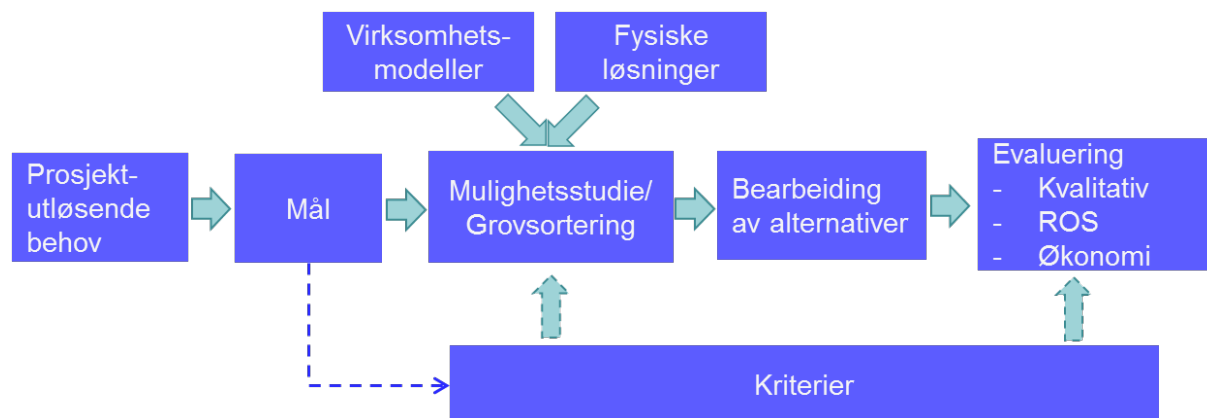 Virksomhets-
modeller
Fysiske
løsninger
Prosjekt-
utløsende
behov
Mål
Mulighetsstudie/
Grovsortering
Bearbeiding
av alternativer
Evaluering
- Kvalitativ
- ROS
- Økonomi
Kriterier